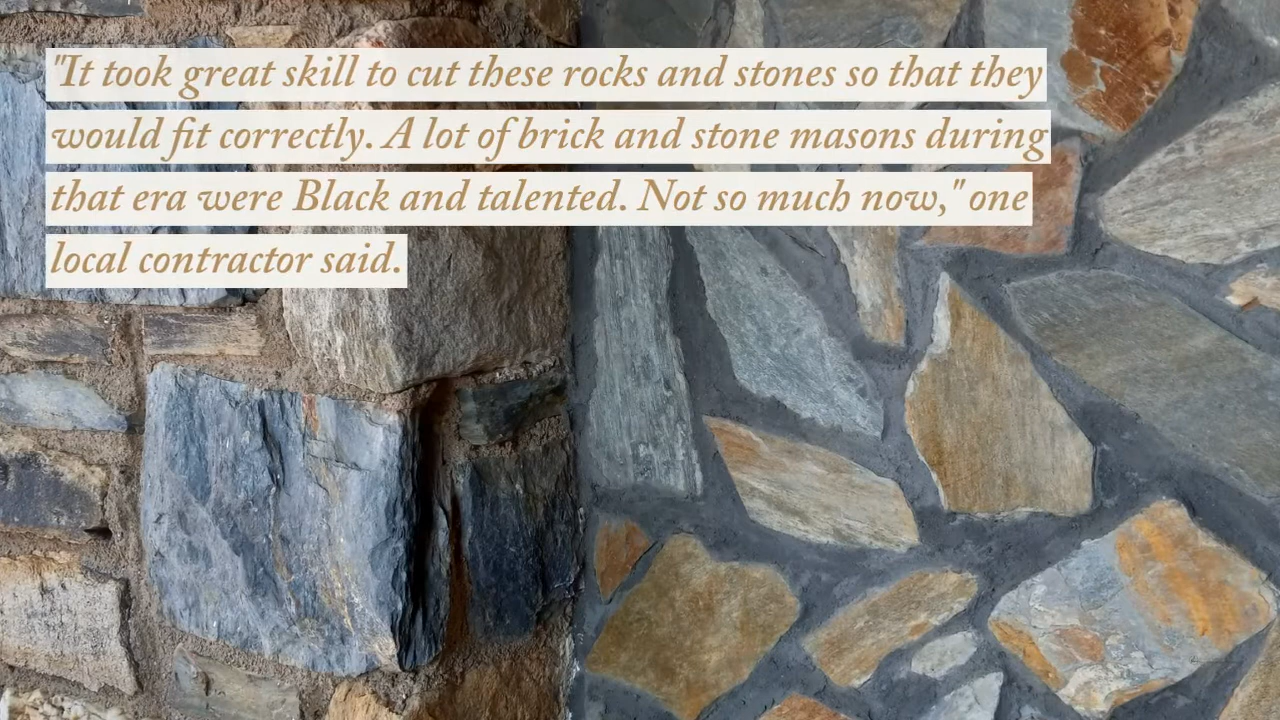 "It took great skill to cut these rocks and stones so that they
would fit correctly. A lot of brick and stone masons during
that era were Black and talented. Not so much now," one
local contractor said.